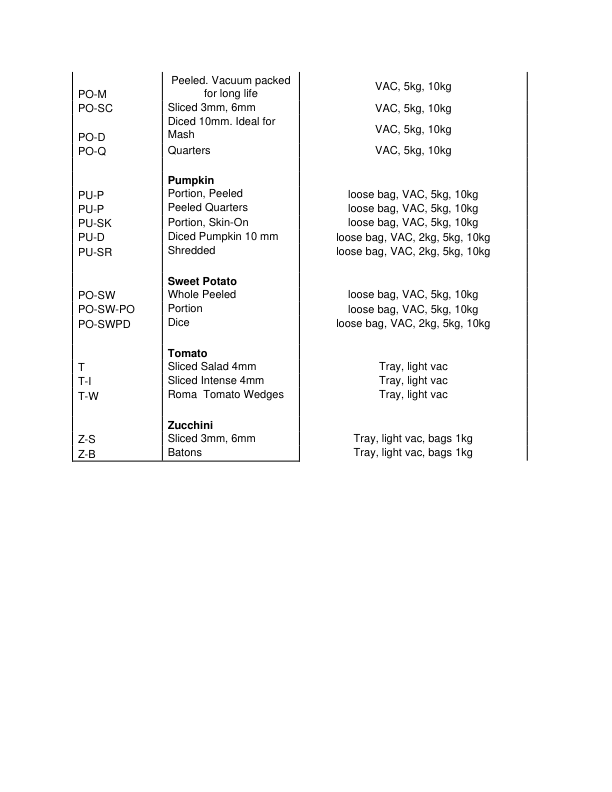 PO-M Peeled. Vacuum packed for long life VAC, 5kg, 10kg
PO-SC Sliced 3mm, 6mm VAC, 5kg, 10kg
PO-D Diced 10mm. Ideal for Mash VAC, 5kg, 10kg
PO-Q Quarters VAC, 5kg, 10kg
Pumpkin
PU-P Portion, Peeled loose bag, VAC, 5kg, 10kg
PU-P Peeled Quarters loose bag, VAC, 5kg, 10kg
PU-SK Portion, Skin-On loose bag, VAC, 5kg, 10kg
PU-D Diced Pumpkin 10 mm loose bag, VAC, 2kg, 5kg, 10kg
PU-SR Shredded loose bag, VAC, 2kg, 5kg, 10kg
Sweet Potato
PO-SW Whole Peeled loose bag, VAC, 5kg, 10kg
PO-SW-PO Portion loose bag, VAC, 5kg, 10kg
PO-SWPD Dice loose bag, VAC, 2kg, 5kg, 10kg
Tomato
T Sliced Salad 4mm Tray, light vac
T-I Sliced Intense 4mm Tray, light vac
T-W Roma  Tomato Wedges Tray, light vac
Zucchini
Z-S Sliced 3mm, 6mm Tray, light vac, bags 1kg
Z-B Batons Tray, light vac, bags 1kg